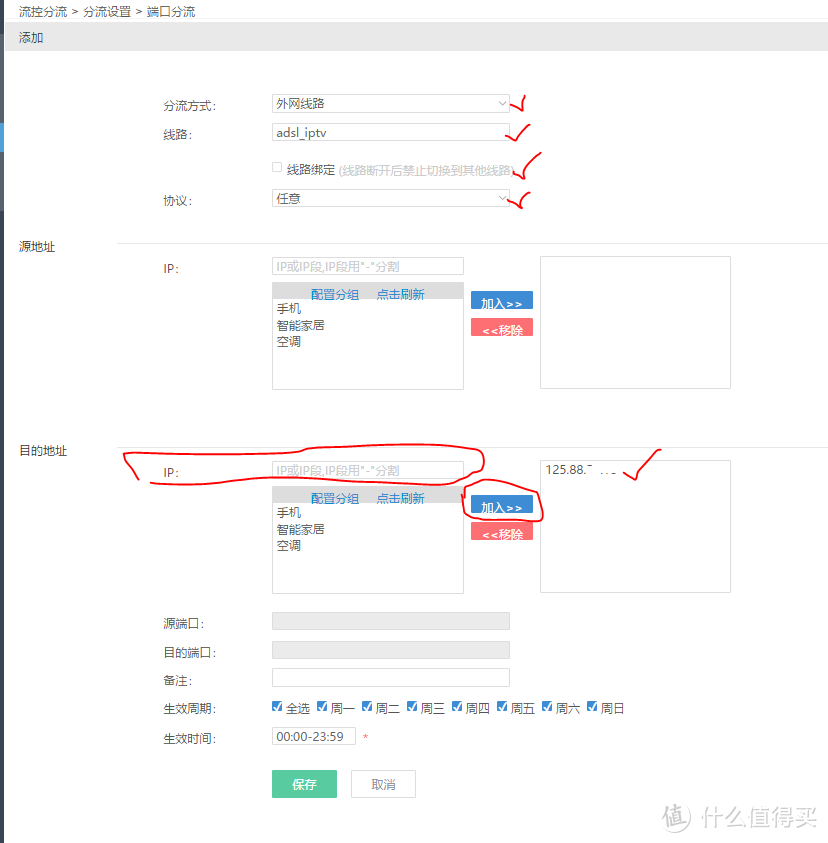 流控分流 > 分流设置 > 端口分流
添加
分流方式: 外网线路
线路: adsl_iptv
线路绑定 (线路断开后禁止切换到其他线路)
协议: 任意
源地址
IP: IP或IP段,IP段用"-"分割
配置分组 点击刷新
加入>>
手机
智能家居
<<移除
空调
目的地址
IP: IP或IP段,IP段用"-"分割
125.88.
配置分组 点击刷新
加入>>
手机
智能家居
<<移除
空调
源端口:
目的端口:
备注:
生效周期: 全选 周一 周二 周三 周四 周五 周六 周日
生效时间: 00:00-23:59 *
保存 取消
值 什么值得买